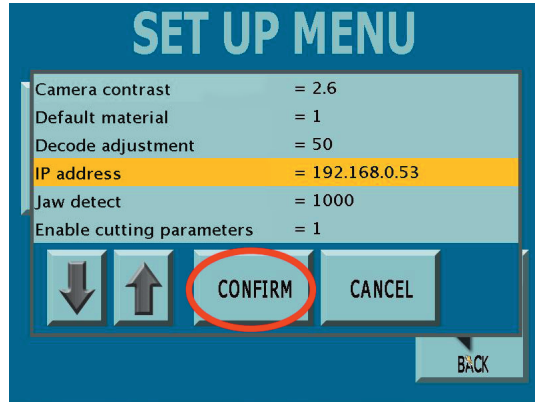 SET UP MENU
Camera contrast = 2.6
Default material = 1
Decode adjustment = 50
IP address = 192.168.0.53
Jaw detect = 1000
Enable cutting parameters = 1
CONFIRM CANCEL
BACK